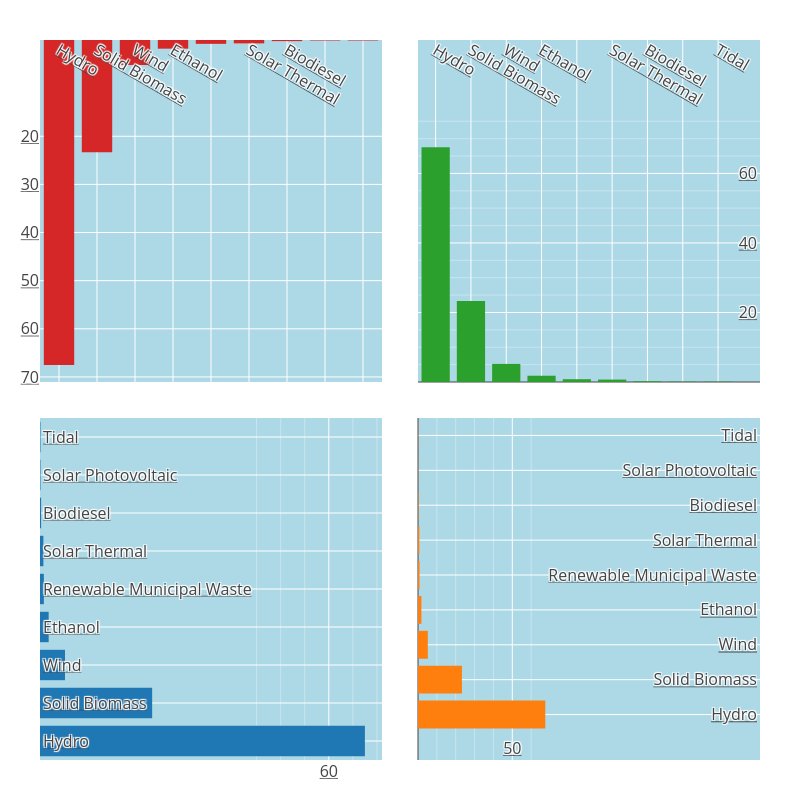 Hydro
Solid Biomass
Wind
Ethanol
Solar Thermal
Biodiesel
20
30
40
50
60
70
Hydro
Solid Biomass
Wind
Ethanol
Solar Thermal
Biodiesel
Tidal
60
40
20
Tidal
Solar Photovoltaic
Biodiesel
Solar Thermal
Renewable Municipal Waste
Ethanol
Wind
Solid Biomass
Hydro
60
Tidal
Solar Photovoltaic
Biodiesel
Solar Thermal
Renewable Municipal Waste
Ethanol
Wind
Solid Biomass
Hydro
50